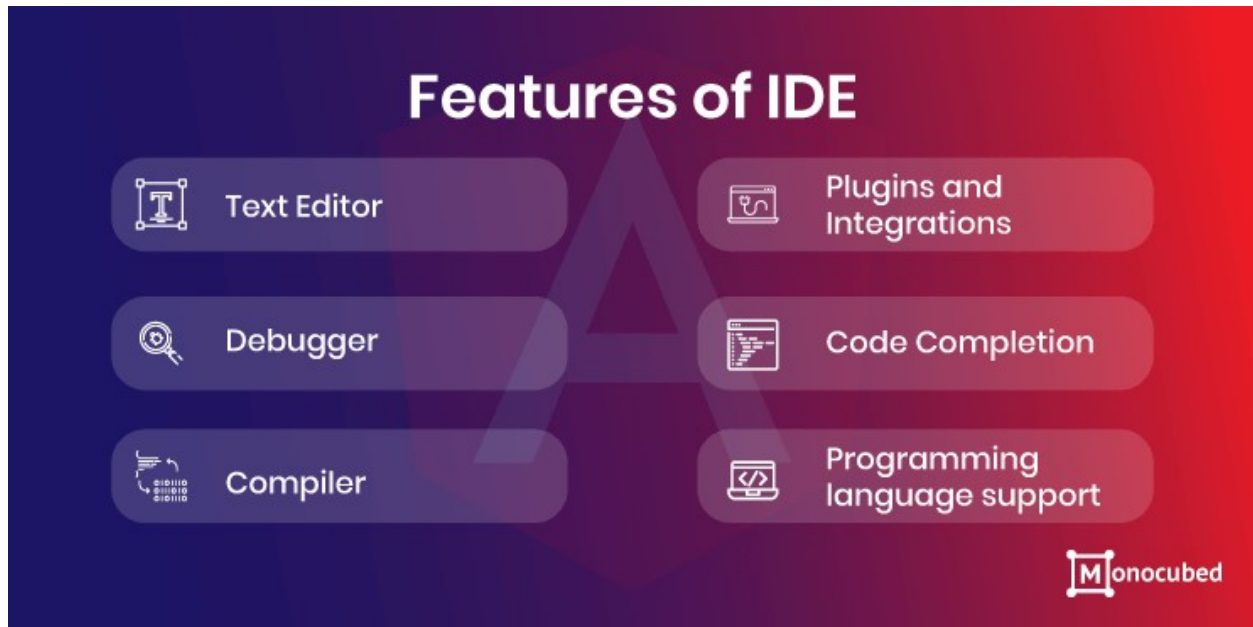 Features of IDE
Text Editor
Debugger
Compiler
Plugins and
Integrations
Code Completion
Programming
language support
Monocubed